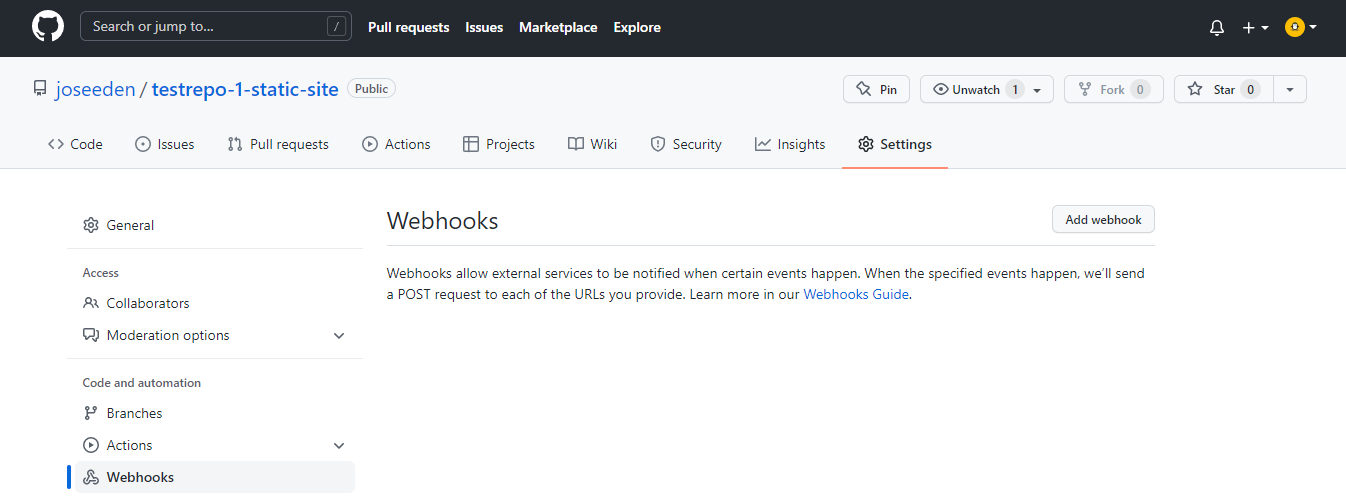 Search or jump to... / Pull requests Issues Marketplace Explore
joseeden / testrepo-1-static-site Public Pin Unwatch 1 Fork 0 Star 0
Code Issues Pull requests Actions Projects Wiki Security Insights Settings
General
Access
Collaborators
Moderation options
Code and automation
Branches
Actions
Webhooks
Webhooks Add webhook
Webhooks allow external services to be notified when certain events happen. When the specified events happen, we'll send
a POST request to each of the URLs you provide. Learn more in our Webhooks Guide.